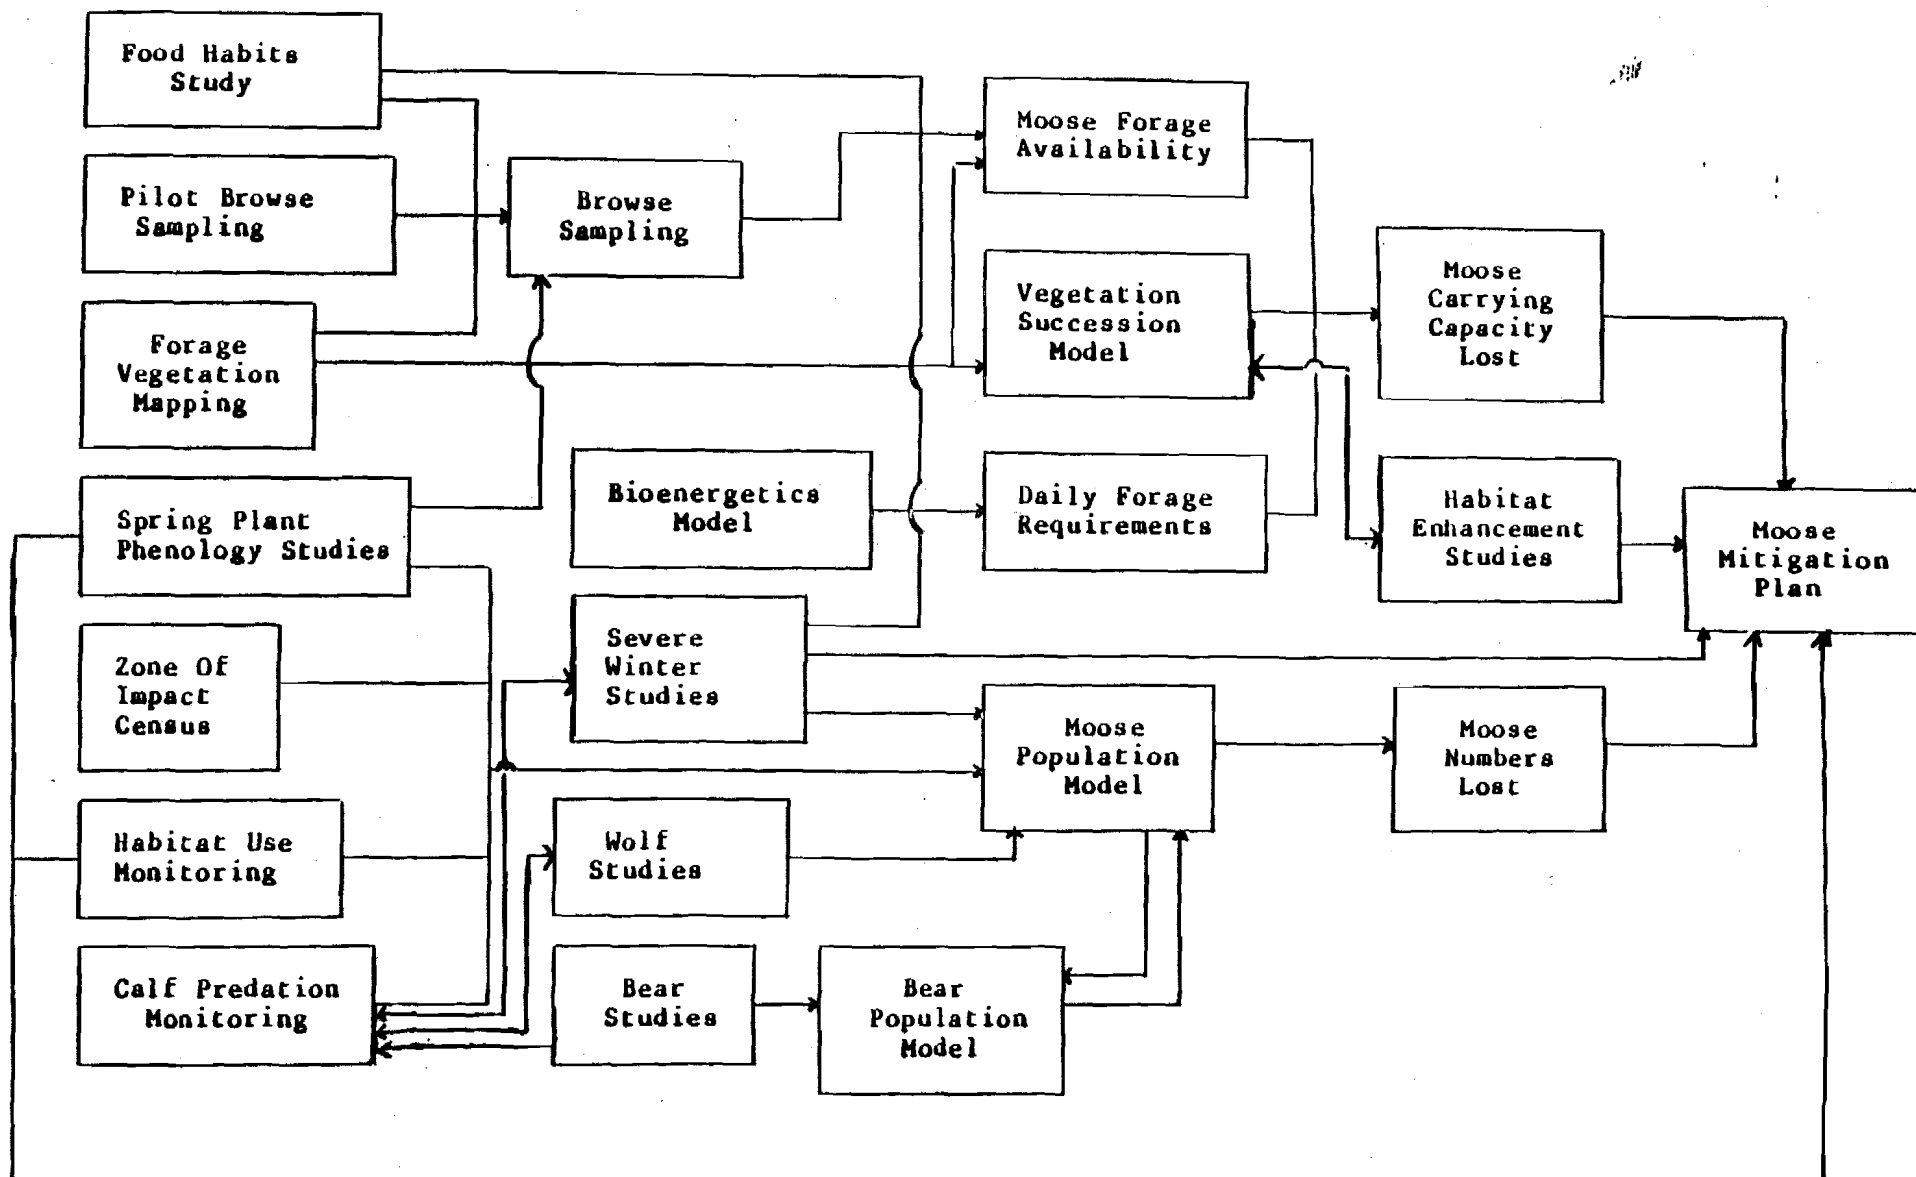 Food Habits
Study
Pilot Browse
Sampling
Forage
Vegetation
Mapping
Spring Plant
Phenology Studies
Zone Of
Impact
Census
Habitat Use
Monitoring
Calf Predation
Monitoring
Browse
Sampling
Bioenergetics
Model
Severe
Winter
Studies
Wolf
Studies
Bear
Studies
Bear
Population
Model
Moose Forage
Availability
Vegetation
Succession
Model
Daily Forage
Requirements
Moose
Population
Model
Moose
Carrying
Capacity
Lost
Habitat
Enhancement
Studies
Moose
Numbers
Lost
Moose
Mitigation
Plan